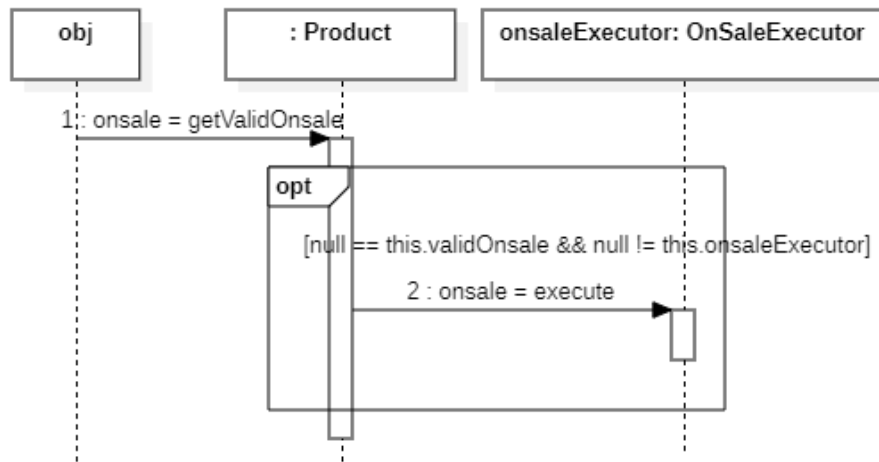 obj
: Product
onsaleExecutor: OnSaleExecutor
1 : onsale = getValidOnsale
opt
[null == this.validOnsale && null != this.onsaleExecutor]
2 : onsale = execute